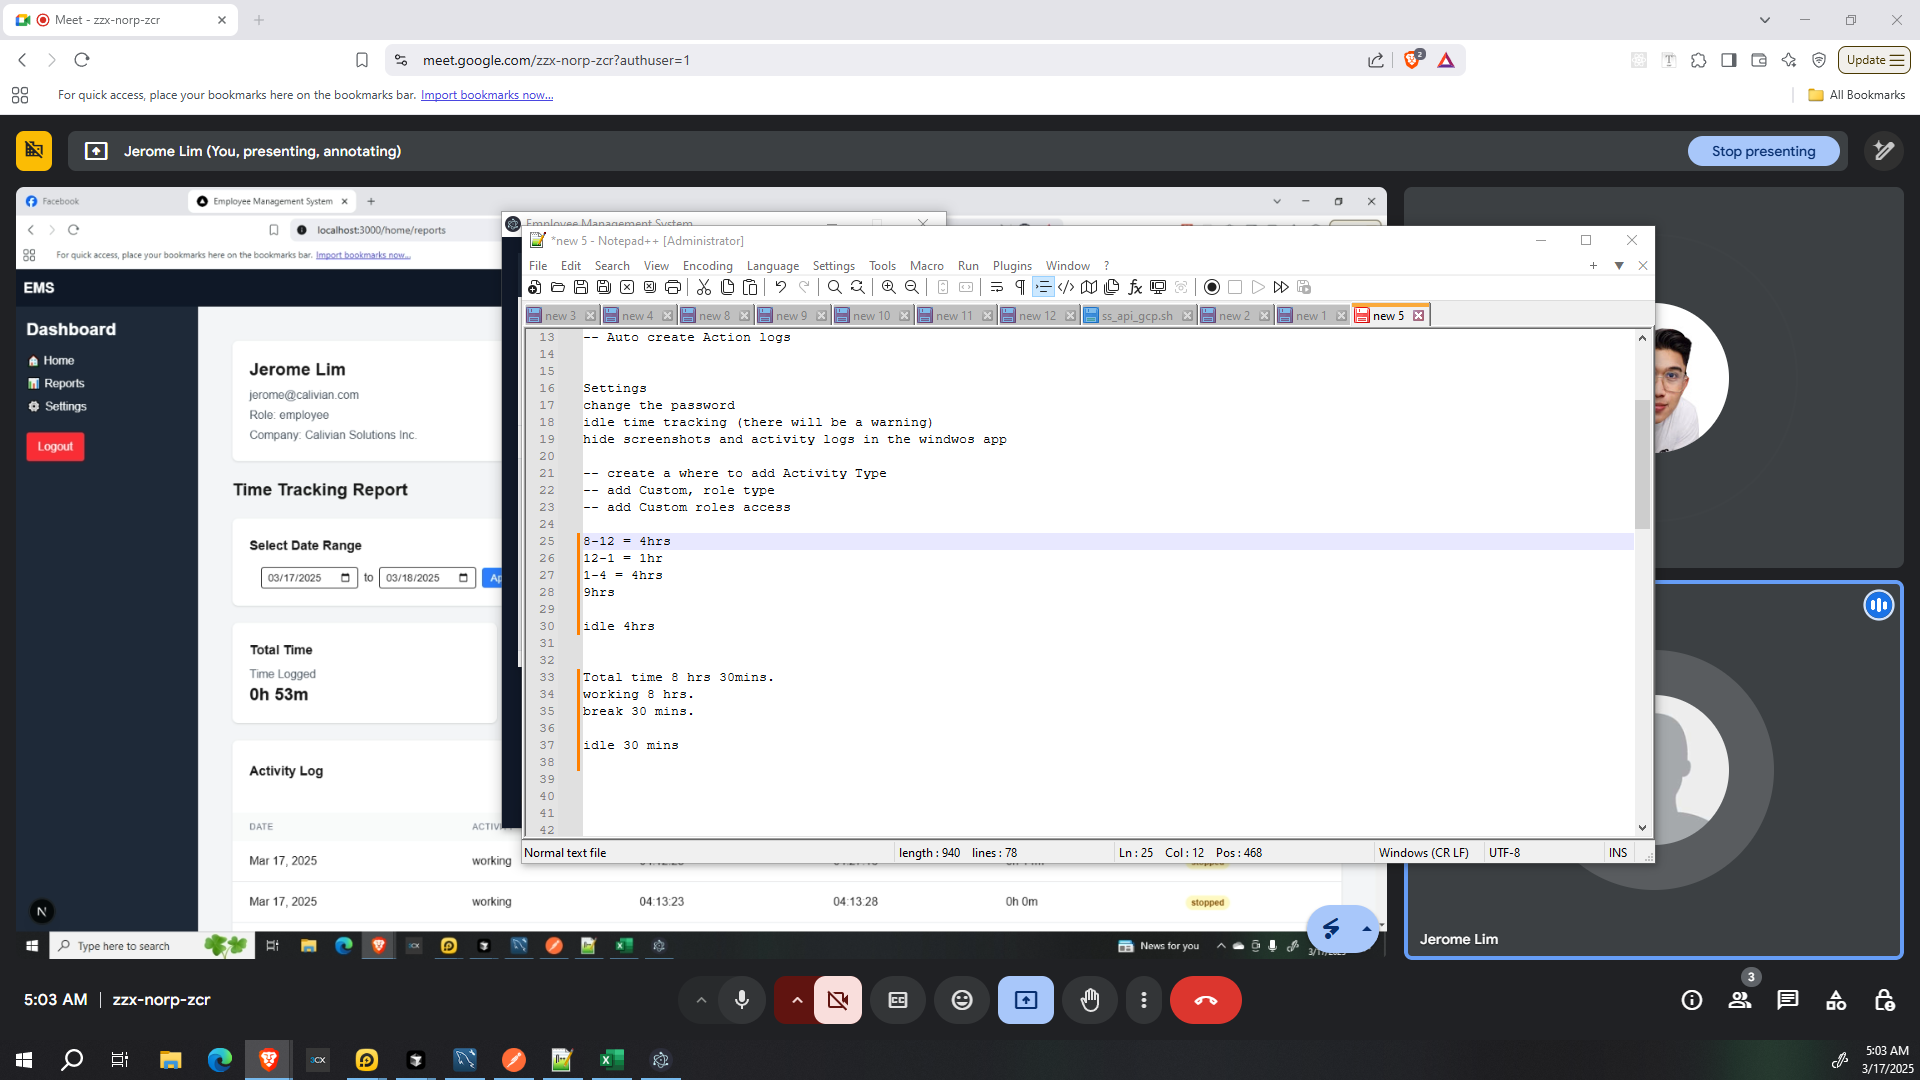 Meet - zzx-norp-zcr
meet.google.com/zzx-norp-zcr?authuser=1
2
Update
For quick access, place your bookmarks here on the bookmarks bar. Import bookmarks now...
All Bookmarks
Jerome Lim (You, presenting, annotating)
Stop presenting
Facebook
Employee Management System
localhost:3000/home/reports
For quick access, place your bookmarks here on the bookmarks bar. Import bookmarks now...
EMS
Dashboard
Home
Reports
Settings
Logout
Jerome Lim
jerome@calivian.com
Role: employee
Company: Calivian Solutions Inc.
Time Tracking Report
Select Date Range
03/17/2025 to 03/18/2025 Ap
Total Time
Time Logged
0h 53m
Activity Log
DATE ACTIV
Mar 17, 2025 working
Mar 17, 2025 working 04:13:23 04:13:28 0h 0m stopped
N
Employee Management System
*new 5 - Notepad++ [Administrator]
File Edit Search View Encoding Language Settings Tools Macro Run Plugins Window ?
new 3 new 4 new 8 new 9 new 10 new 11 new 12 ss_api_gcp.sh new 2 new 1 new 5
13 -- Auto create Action logs
14
15
16 Settings
17 change the password
18 idle time tracking (there will be a warning)
19 hide screenshots and activity logs in the windwos app
20
21 -- create a where to add Activity Type
22 -- add Custom, role type
23 -- add Custom roles access
24
25 8-12 = 4hrs
26 12-1 = 1hr
27 1-4 = 4hrs
28 9hrs
29
30 idle 4hrs
31
32
33 Total time 8 hrs 30mins.
34 working 8 hrs.
35 break 30 mins.
36
37 idle 30 mins
38
39
40
41
42
Normal text file length : 940 lines : 78 Ln : 25 Col : 12 Pos : 468 Windows (CR LF) UTF-8 INS
Type here to search
News for you
Jerome Lim
5:03 AM | zzx-norp-zcr
3
5:03 AM
3/17/2025